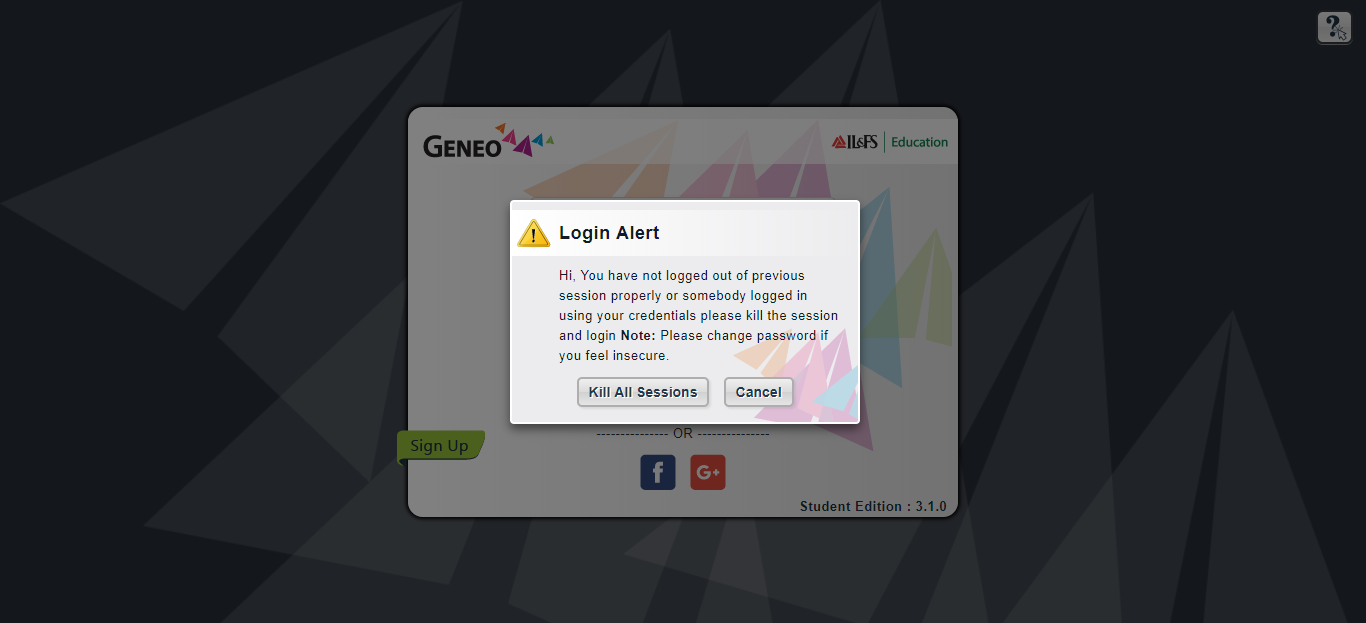 GENEO
IL&FS Education
Login Alert
Hi, You have not logged out of previous
session properly or somebody logged in
using your credentials please kill the session
and login Note: Please change password if
you feel insecure.
Kill All Sessions Cancel
--------------- OR ---------------
Sign Up
f G+
Student Edition : 3.1.0
?